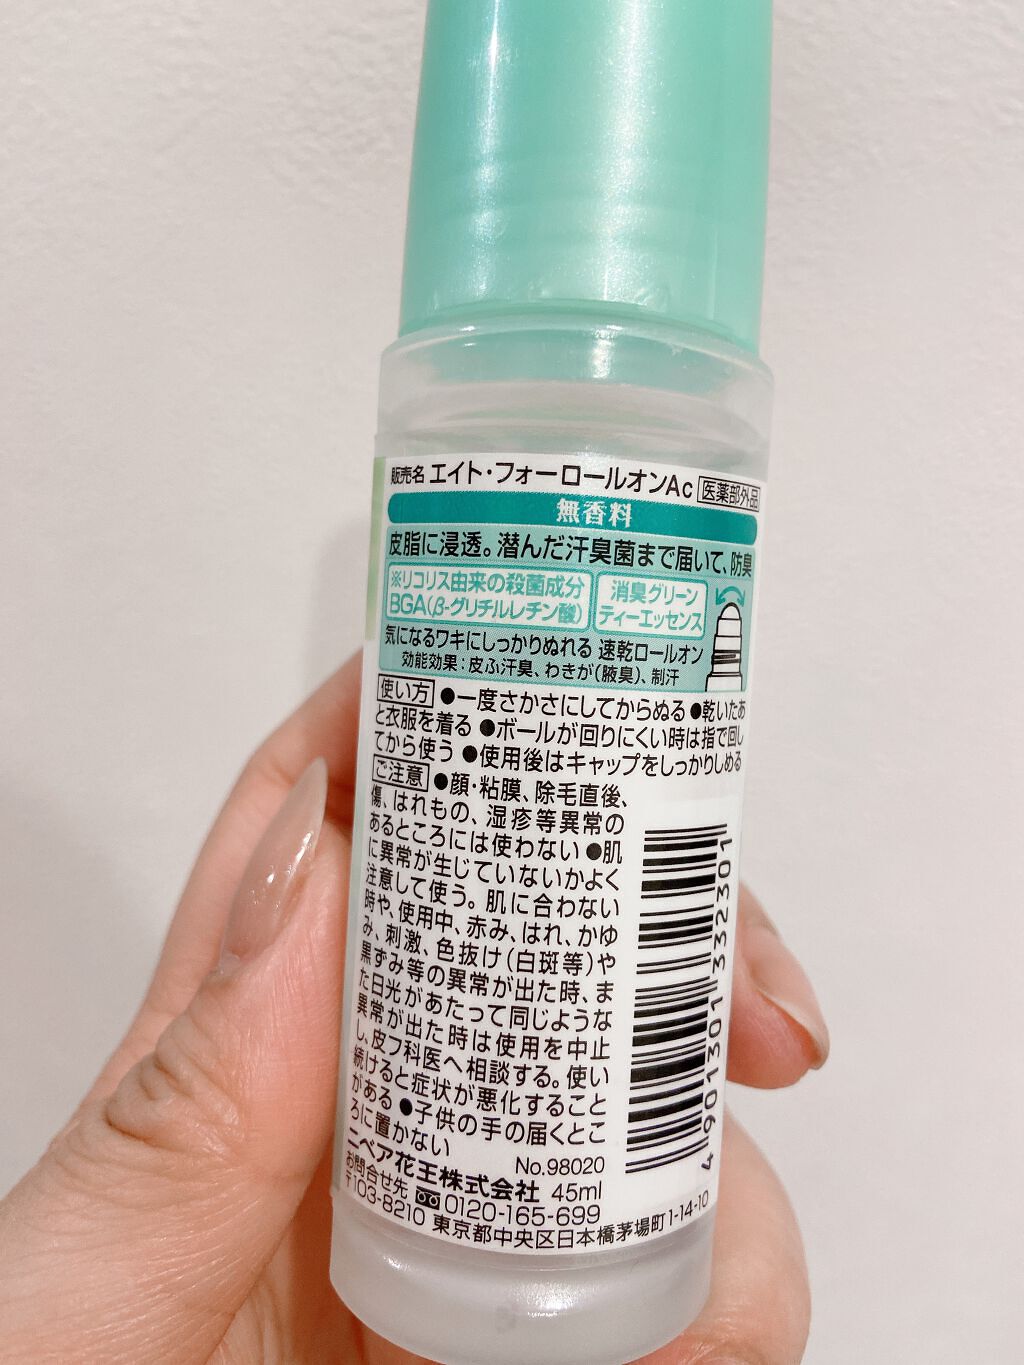 販売名 エイト・フォーロールオンAc 医薬部外品
無香料
皮脂に浸透。潜んだ汗臭菌まで届いて、防臭
※リコリス由来の殺菌成分
BGA(β-グリチルレチン酸)
消臭グリーン
ティーエッセンス
気になるワキにしっかりぬれる 速乾ロールオン
効能効果：皮ふ汗臭、わきが(腋臭)、制汗
使い方 ●一度さかさにしてからぬる ●乾いたあ
と衣服を着る ●ボールが回りにくい時は指で回し
てから使う ●使用後はキャップをしっかりしめる
ご注意 ●顔・粘膜、除毛直後、
傷、はれもの、湿疹等異常の
あるところには使わない ●肌
に異常が生じていないかよく
注意して使う。肌に合わない
時や、使用中、赤み、はれ、かゆ
み、刺激、色抜け(白斑等)や
黒ずみ等の異常が出た時、ま
た日光があたって同じような
異常が出た時は使用を中止
し、皮フ科医へ相談する。使い
続けると症状が悪化すること
がある ●子供の手の届くとこ
ろに置かない
No.98020
ニベア花王株式会社 45ml
お問合せ先 0120-165-699
〒103-8210 東京都中央区日本橋茅場町1-14-10
4 901301 332301